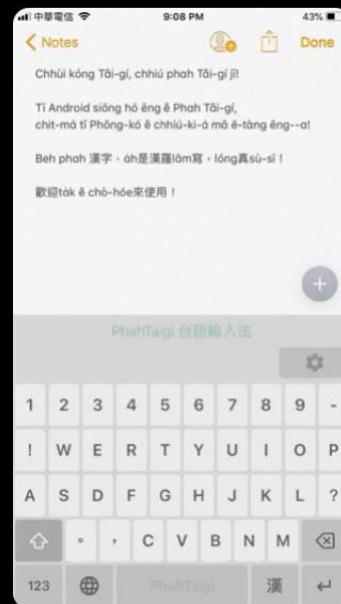 中華電信 9:08 PM 43%
Notes Done
Chhùi kóng Tâi-gí, chhiú phah Tâi-gí jī!
Tī Android siōng hó ēng ê Phah Tâi-gí,
chit-má tī Phōng-kó ê chhiú-ki-á mā ē-tàng ēng--a!
Beh phah 漢字，áh是漢羅lām寫，lóng真sù-sī！
歡迎ta̍k ê chò-hóe來使用！
PhahTaigi 台語輸入法
1 2 3 4 5 6 7 8 9 -
! W E R T Y U I O P
A S D F G H J K L ?
。 ， C V B N M
123 PhahTaigi 漢